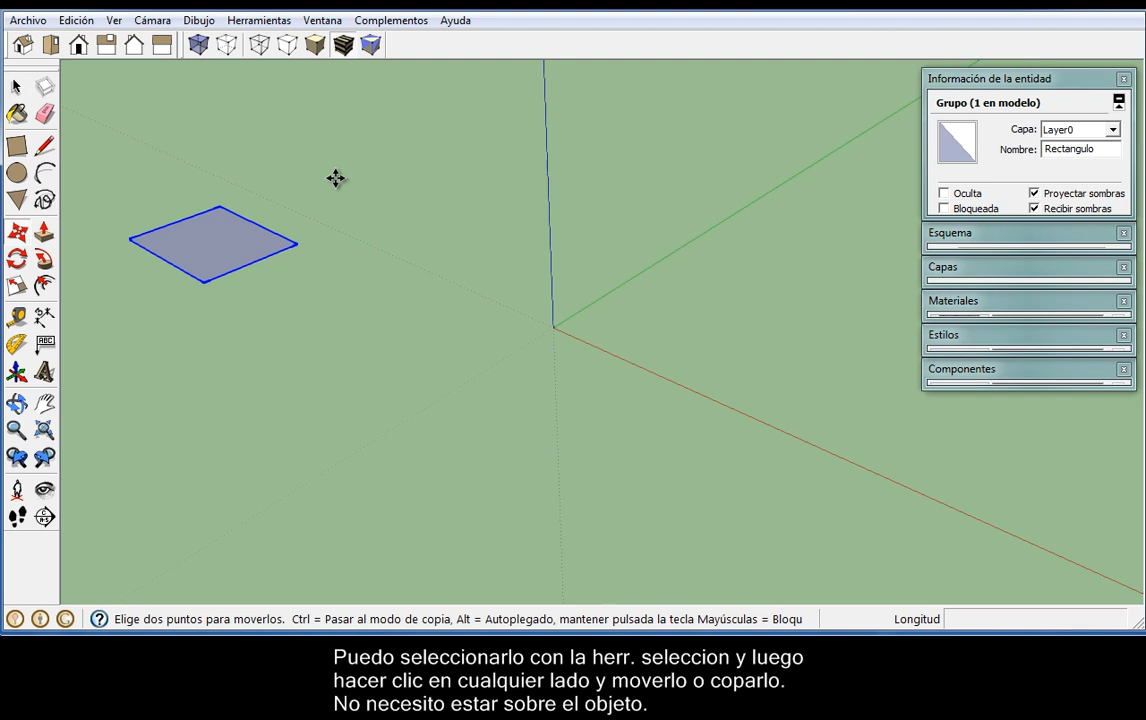 Archivo Edición Ver Cámara Dibujo Herramientas Ventana Complementos Ayuda
Información de la entidad
Grupo (1 en modelo)
Capa: Layer0
Nombre: Rectangulo
Oculta Proyectar sombras
Bloqueada Recibir sombras
Esquema
Capas
Materiales
Estilos
Componentes
ABC
Elige dos puntos para moverlos. Ctrl = Pasar al modo de copia, Alt = Autoplegado, mantener pulsada la tecla Mayúsculas = Bloqu Longitud
Puedo seleccionarlo con la herr. seleccion y luego
hacer clic en cualquier lado y moverlo o coparlo.
No necesito estar sobre el objeto.